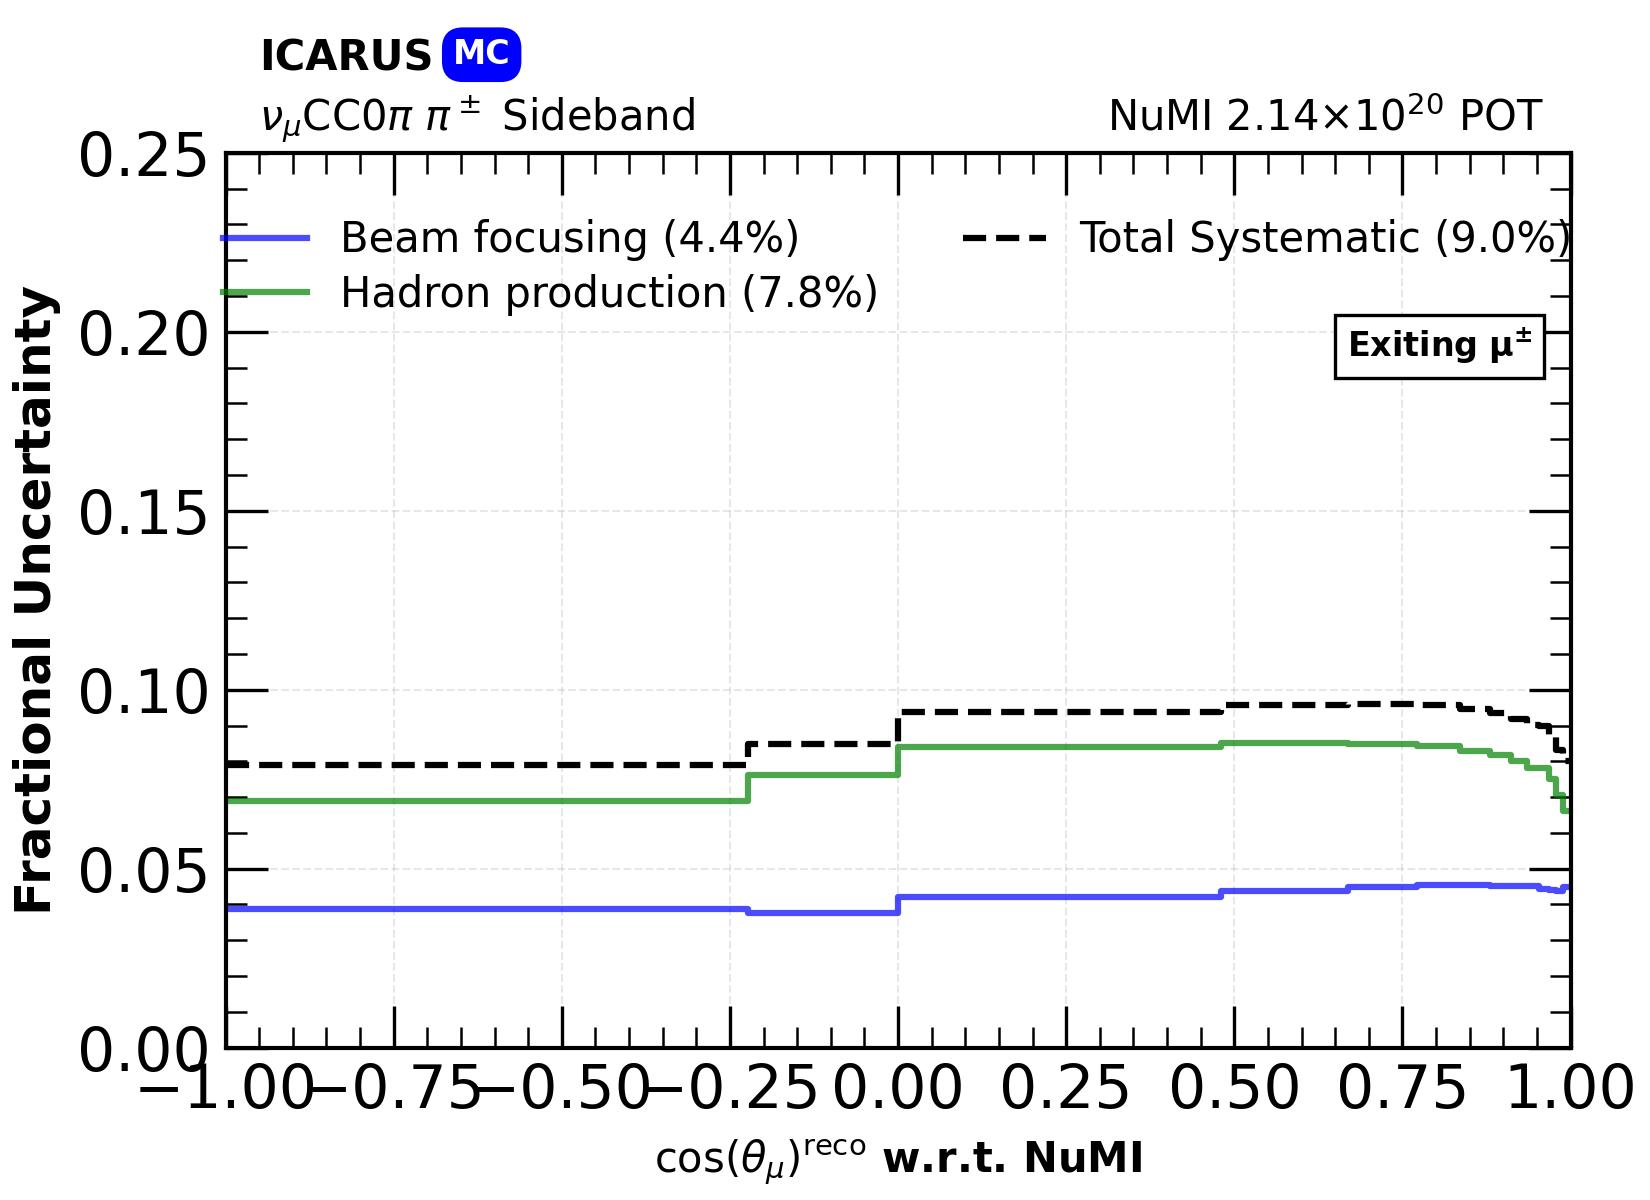 ICARUS MC
νμCC0π π± Sideband
NuMI 2.14×10²⁰ POT
Beam focusing (4.4%)
Hadron production (7.8%)
Total Systematic (9.0%)
Exiting μ±
Fractional Uncertainty
0.25
0.20
0.15
0.10
0.05
0.00
−1.00 −0.75 −0.50 −0.25 0.00 0.25 0.50 0.75 1.00
cos(θμ)reco w.r.t. NuMI